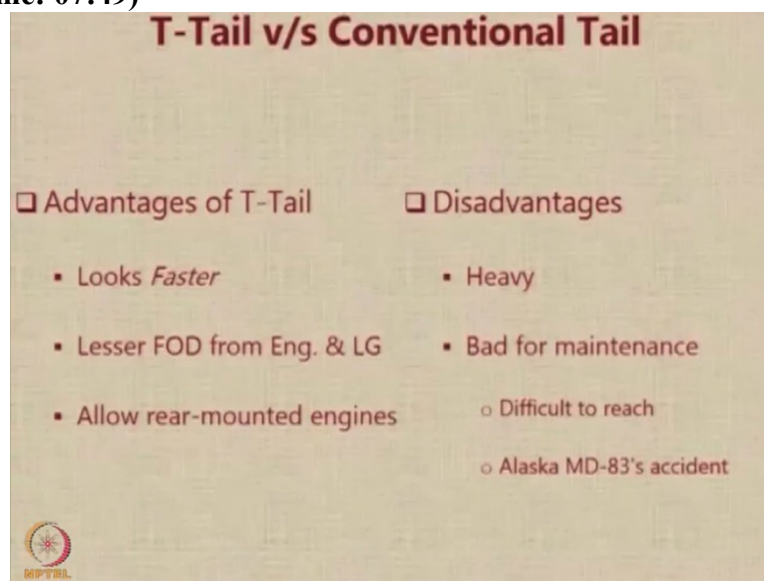 T-Tail v/s Conventional Tail
Advantages of T-Tail
Looks Faster
Lesser FOD from Eng. & LG
Allow rear-mounted engines
Disadvantages
Heavy
Bad for maintenance
Difficult to reach
Alaska MD-83's accident
NPTEL